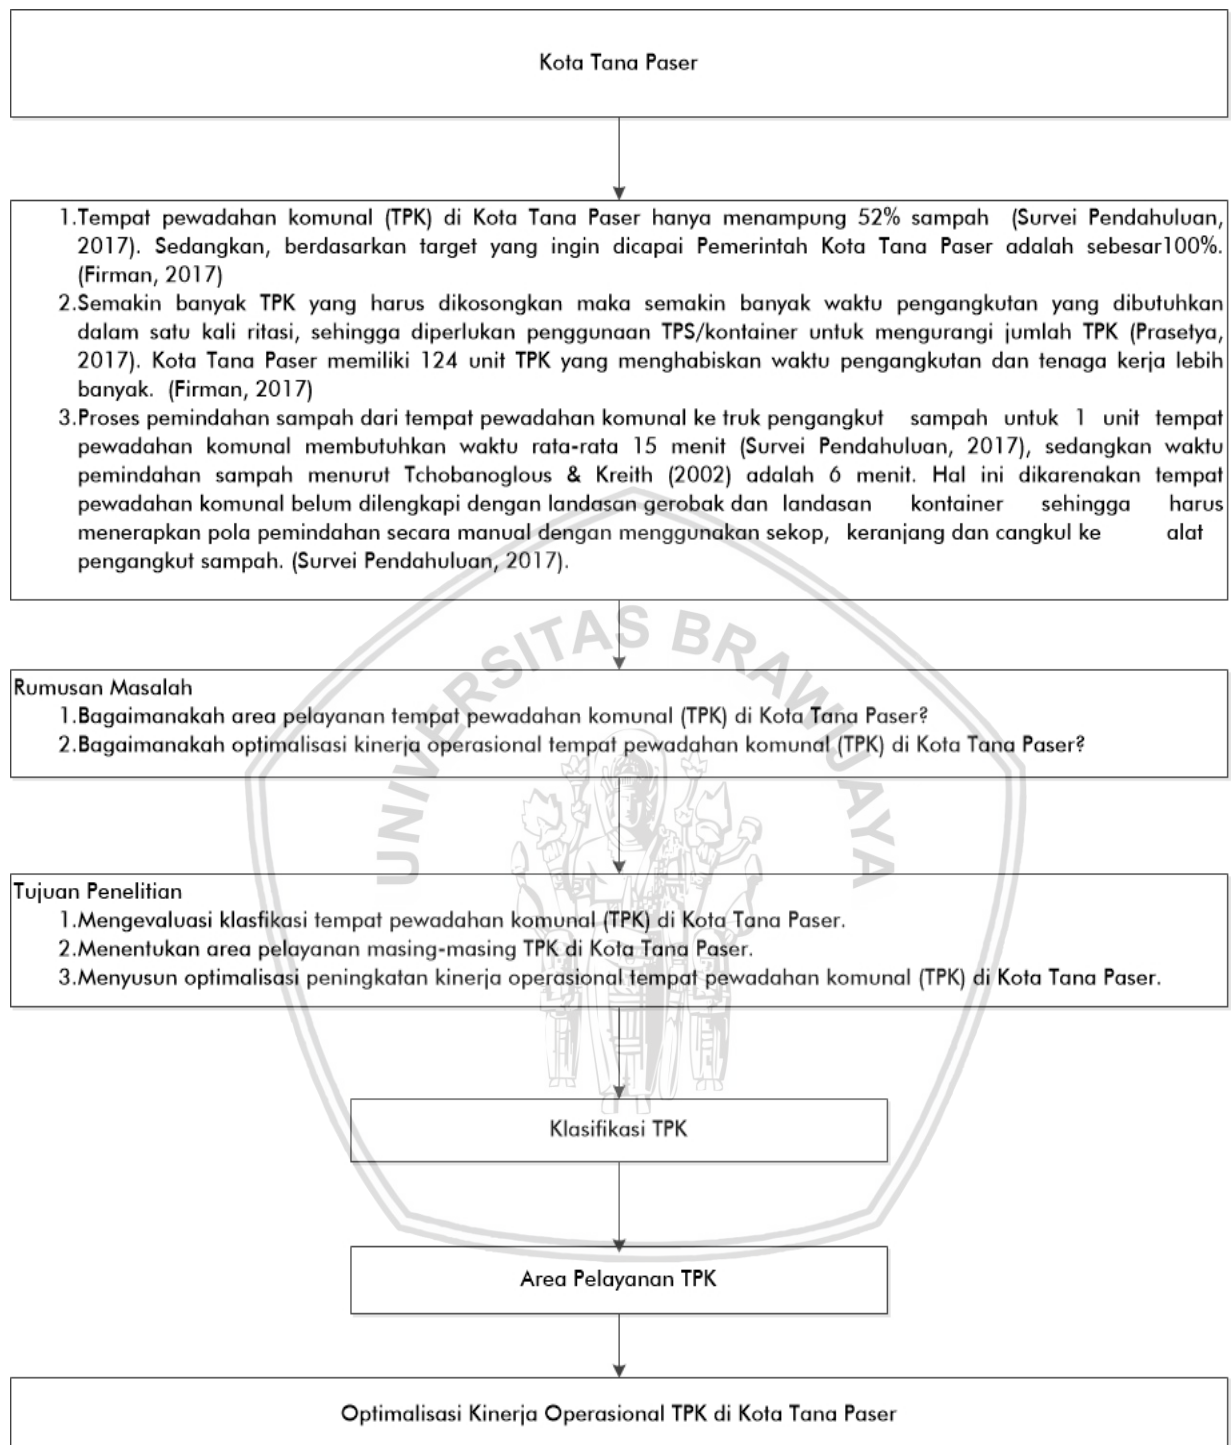 Kota Tana Paser
1.Tempat pewadahan komunal (TPK) di Kota Tana Paser hanya menampung 52% sampah (Survei Pendahuluan,
2017). Sedangkan, berdasarkan target yang ingin dicapai Pemerintah Kota Tana Paser adalah sebesar100%.
(Firman, 2017)
2.Semakin banyak TPK yang harus dikosongkan maka semakin banyak waktu pengangkutan yang dibutuhkan
dalam satu kali ritasi, sehingga diperlukan penggunaan TPS/kontainer untuk mengurangi jumlah TPK (Prasetya,
2017). Kota Tana Paser memiliki 124 unit TPK yang menghabiskan waktu pengangkutan dan tenaga kerja lebih
banyak. (Firman, 2017)
3.Proses pemindahan sampah dari tempat pewadahan komunal ke truk pengangkut sampah untuk 1 unit tempat
pewadahan komunal membutuhkan waktu rata-rata 15 menit (Survei Pendahuluan, 2017), sedangkan waktu
pemindahan sampah menurut Tchobanoglous & Kreith (2002) adalah 6 menit. Hal ini dikarenakan tempat
pewadahan komunal belum dilengkapi dengan landasan gerobak dan landasan kontainer sehingga harus
menerapkan pola pemindahan secara manual dengan menggunakan sekop, keranjang dan cangkul ke alat
pengangkut sampah. (Survei Pendahuluan, 2017).
UNIVERSITAS BRAWIJAYA
Rumusan Masalah
1.Bagaimanakah area pelayanan tempat pewadahan komunal (TPK) di Kota Tana Paser?
2.Bagaimanakah optimalisasi kinerja operasional tempat pewadahan komunal (TPK) di Kota Tana Paser?
Tujuan Penelitian
1.Mengevaluasi klasfikasi tempat pewadahan komunal (TPK) di Kota Tana Paser.
2.Menentukan area pelayanan masing-masing TPK di Kota Tana Paser.
3.Menyusun optimalisasi peningkatan kinerja operasional tempat pewadahan komunal (TPK) di Kota Tana Paser.
Klasifikasi TPK
Area Pelayanan TPK
Optimalisasi Kinerja Operasional TPK di Kota Tana Paser